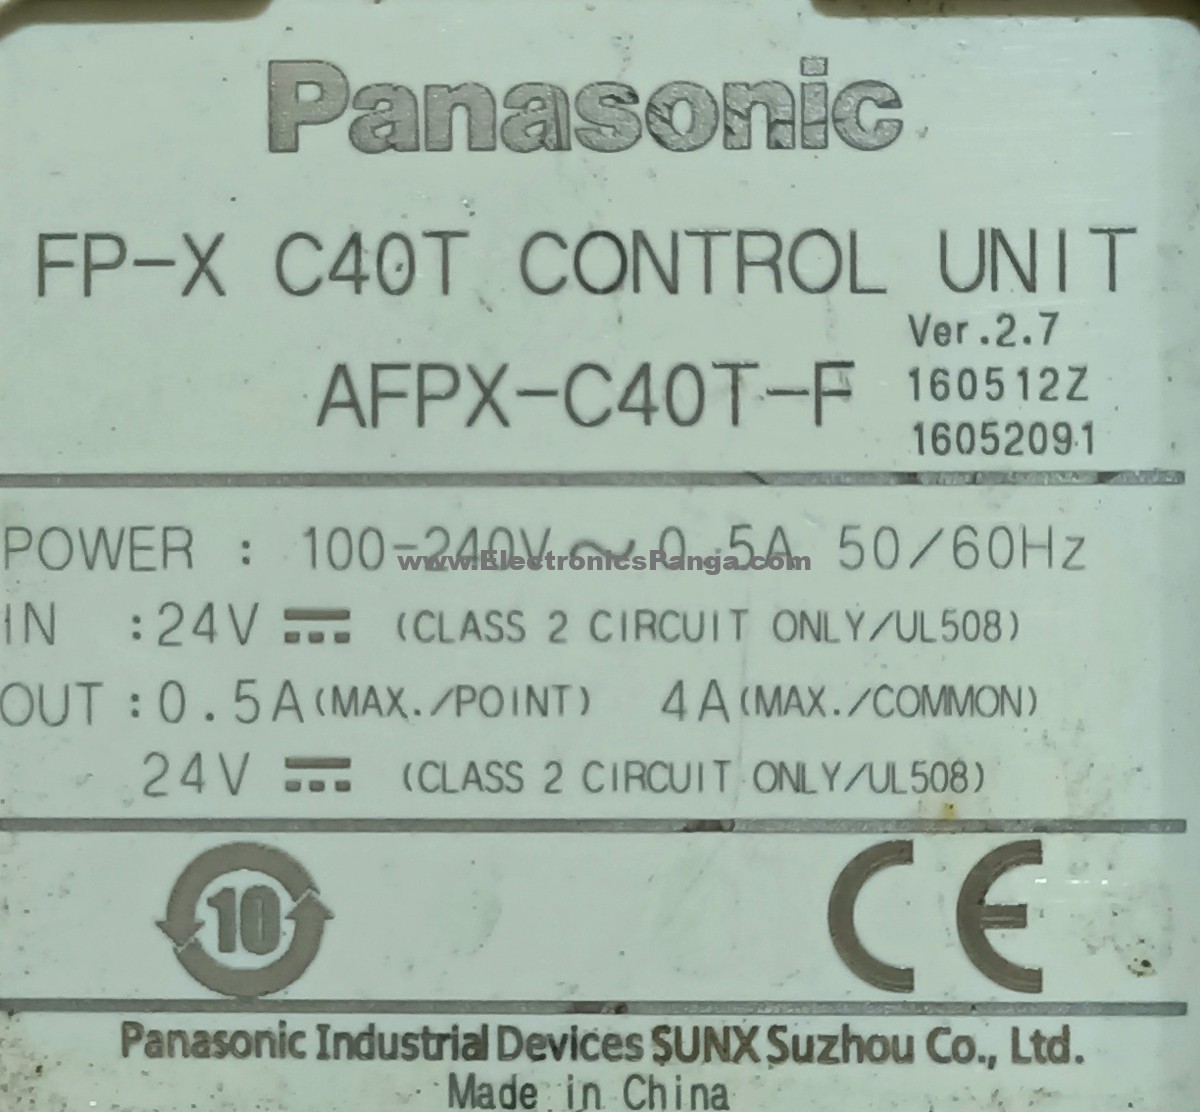 Panasonic
FP-X C40T CONTROL UNIT
Ver.2.7
AFPX-C40T-F 160512Z
16052091
POWER : 100-240V ～ 0.5A 50/60Hz
www.ElectronicsPanga.com
IN :24V ⎓ (CLASS 2 CIRCUIT ONLY/UL508)
OUT :0.5A(MAX./POINT) 4A(MAX./COMMON)
24V ⎓ (CLASS 2 CIRCUIT ONLY/UL508)
10 CE
Panasonic Industrial Devices SUNX Suzhou Co., Ltd.
Made in China